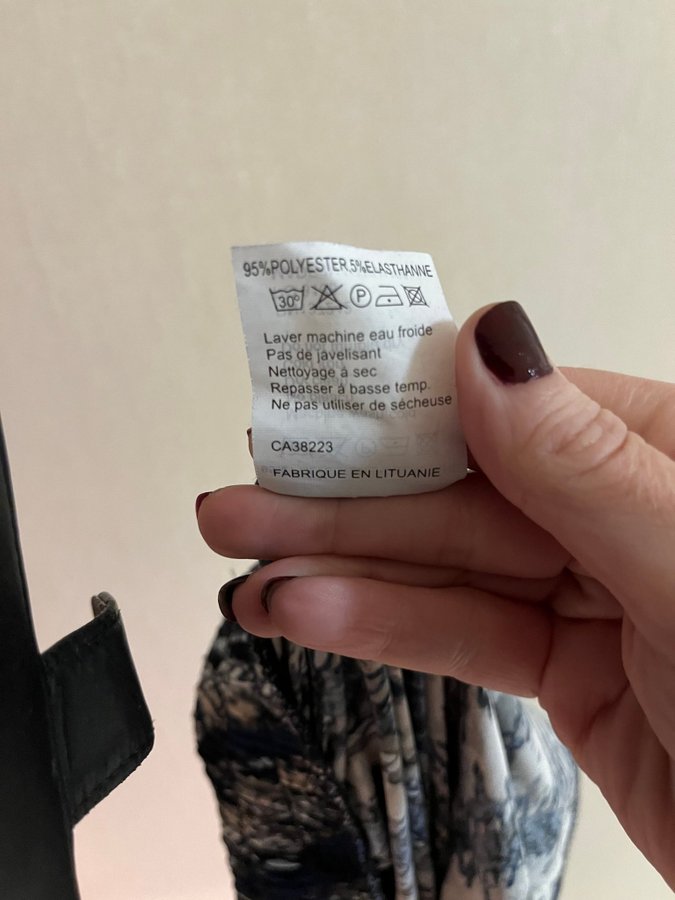 95%POLYESTER,5%ELASTHANNE
30° P
Laver machine eau froide
Pas de javelisant
Nettoyage à sec
Repasser à basse temp.
Ne pas utiliser de sécheuse
CA38223
FABRIQUE EN LITUANIE